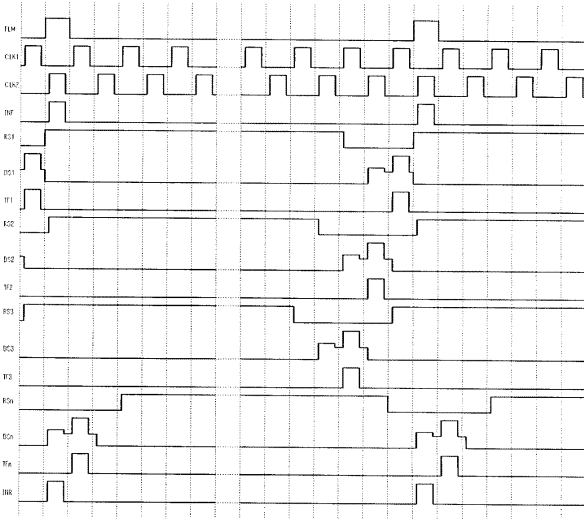 TLM
CLK1
CLK2
INF
RS1
DS1
TF1
RS2
DS2
TF2
RS3
DS3
TF3
RSn
DSn
TFn
INR